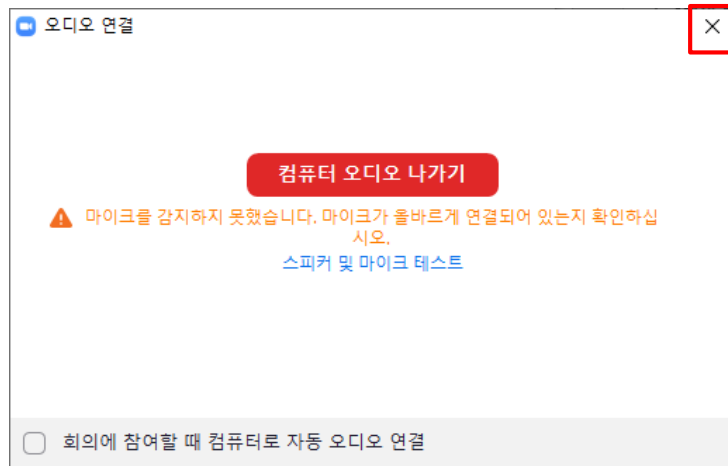 오디오 연결
컴퓨터 오디오 나가기
마이크를 감지하지 못했습니다. 마이크가 올바르게 연결되어 있는지 확인하십
시오.
스피커 및 마이크 테스트
회의에 참여할 때 컴퓨터로 자동 오디오 연결